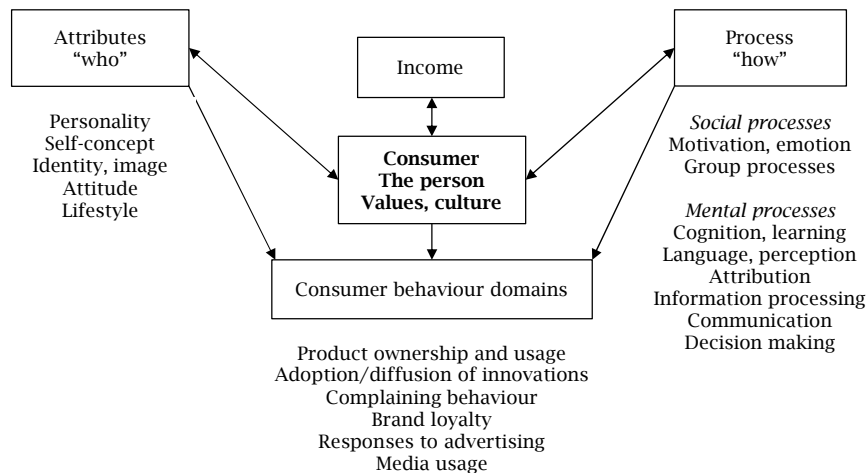 Attributes
“who”
Income
Process
“how”
Personality
Self-concept
Identity, image
Attitude
Lifestyle
Consumer
The person
Values, culture
Social processes
Motivation, emotion
Group processes
Mental processes
Cognition, learning
Language, perception
Attribution
Information processing
Communication
Decision making
Consumer behaviour domains
Product ownership and usage
Adoption/diffusion of innovations
Complaining behaviour
Brand loyalty
Responses to advertising
Media usage